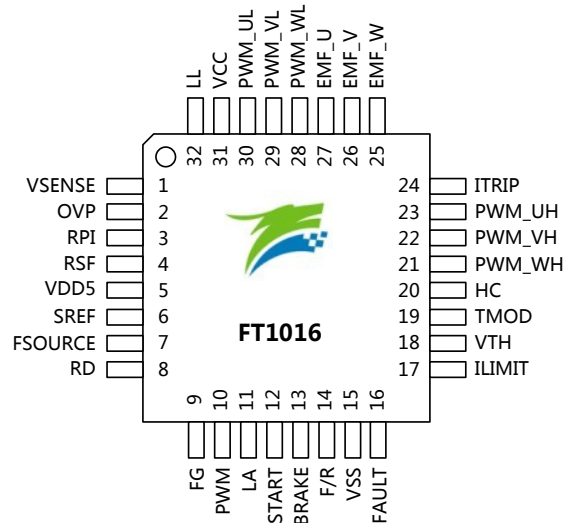 LL
VCC
PWM_UL
PWM_VL
PWM_WL
EMF_U
EMF_V
EMF_W
32
31
30
29
28
27
26
25
VSENSE 1
OVP 2
RPI 3
RSF 4
VDD5 5
SREF 6
FSOURCE 7
RD 8
24 ITRIP
23 PWM_UH
22 PWM_VH
21 PWM_WH
20 HC
19 TMOD
18 VTH
17 ILIMIT
FT1016
9
10
11
12
13
14
15
16
FG
PWM
LA
START
BRAKE
F/R
VSS
FAULT